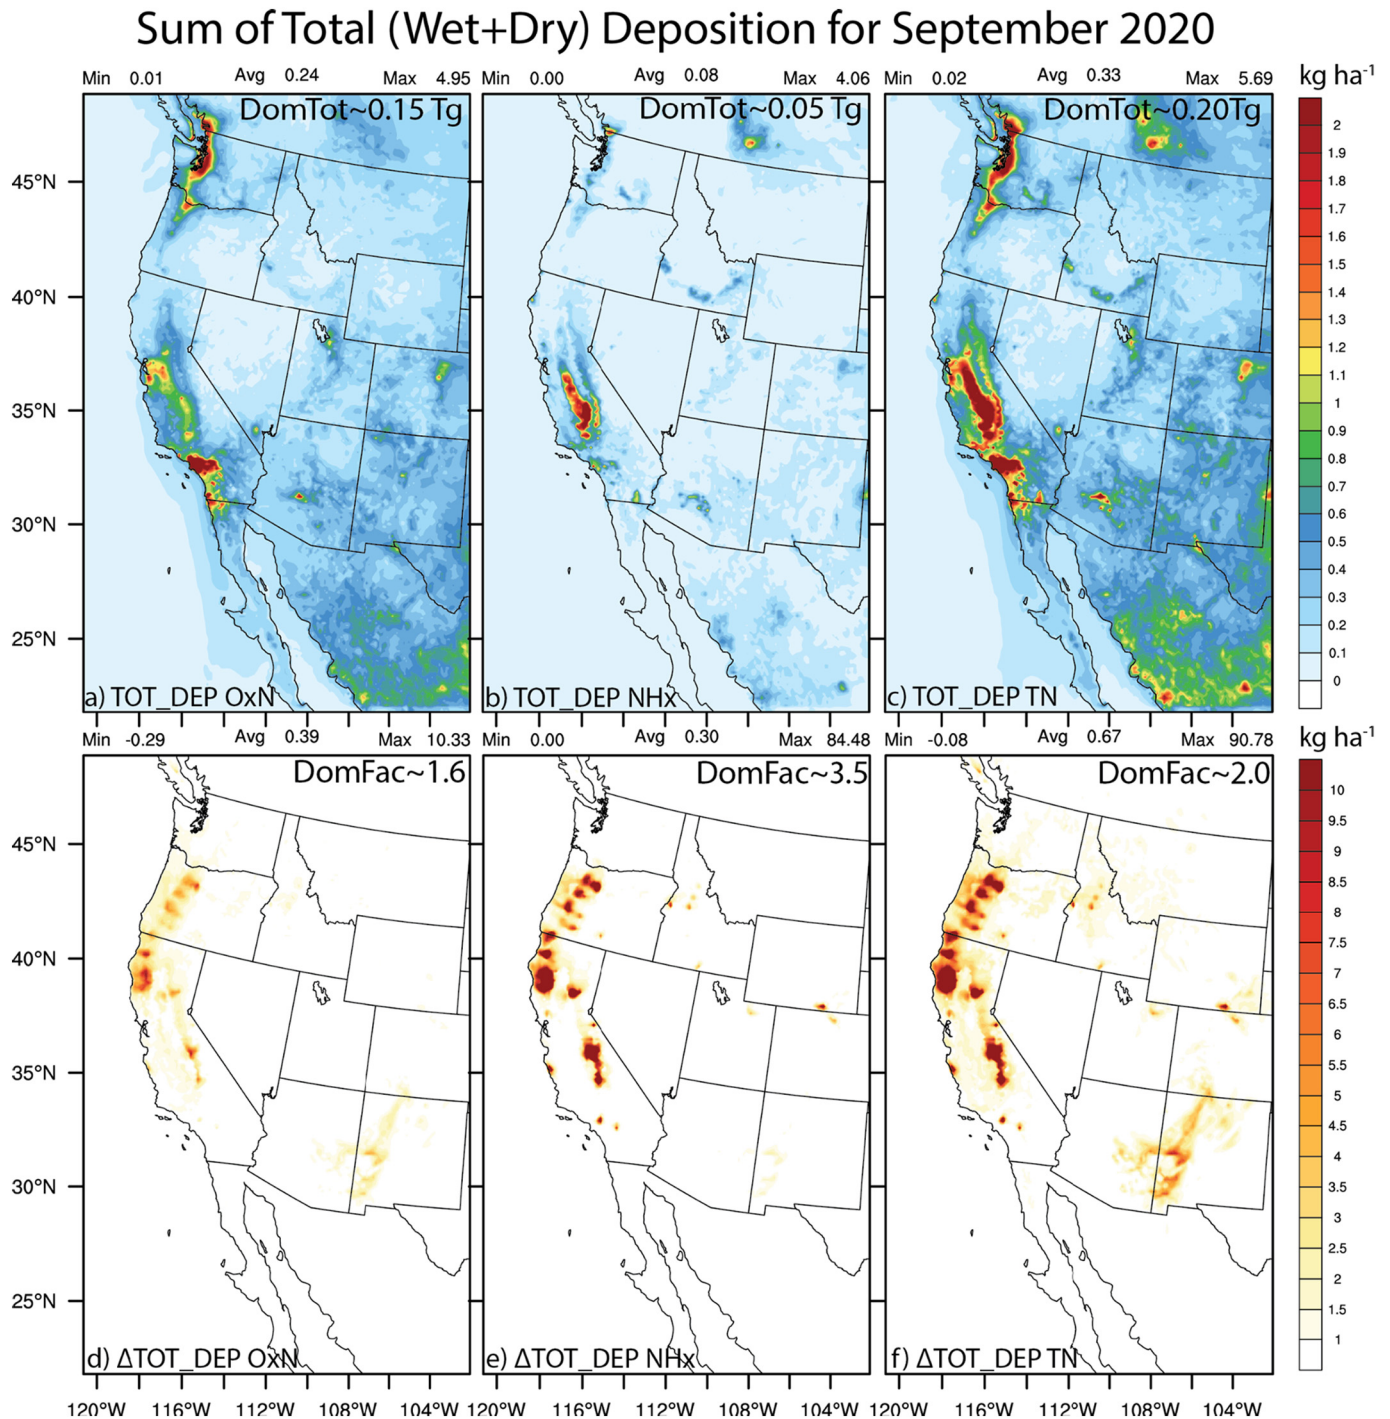 Sum of Total (Wet+Dry) Deposition for September 2020
Min 0.01 Avg 0.24 Max 4.95
Min 0.00 Avg 0.08 Max 4.06
Min 0.02 Avg 0.33 Max 5.69
kg ha-1
DomTot~0.15 Tg
DomTot~0.05 Tg
DomTot~0.20Tg
45°N
40°N
35°N
30°N
25°N
2
1.9
1.8
1.7
1.6
1.5
1.4
1.3
1.2
1.1
1
0.9
0.8
0.7
0.6
0.5
0.4
0.3
0.2
0.1
0
a) TOT_DEP OxN
b) TOT_DEP NHx
c) TOT_DEP TN
Min -0.29 Avg 0.39 Max 10.33
Min 0.00 Avg 0.30 Max 84.48
Min -0.08 Avg 0.67 Max 90.78
kg ha-1
DomFac~1.6
DomFac~3.5
DomFac~2.0
45°N
40°N
35°N
30°N
25°N
10
9.5
9
8.5
8
7.5
7
6.5
6
5.5
5
4.5
4
3.5
3
2.5
2
1.5
1
d) ΔTOT_DEP OxN
e) ΔTOT_DEP NHx
f) ΔTOT_DEP TN
120°W 116°W 112°W 108°W 104°W
120°W 116°W 112°W 108°W 104°W
120°W 116°W 112°W 108°W 104°W